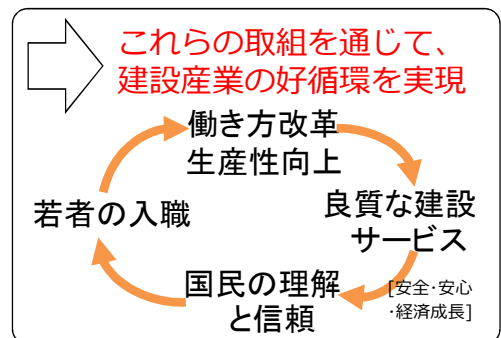 これらの取組を通じて、
建設産業の好循環を実現
働き方改革
生産性向上
良質な建設
サービス
[安全･安心
･経済成長]
国民の理解
と信頼
若者の入職